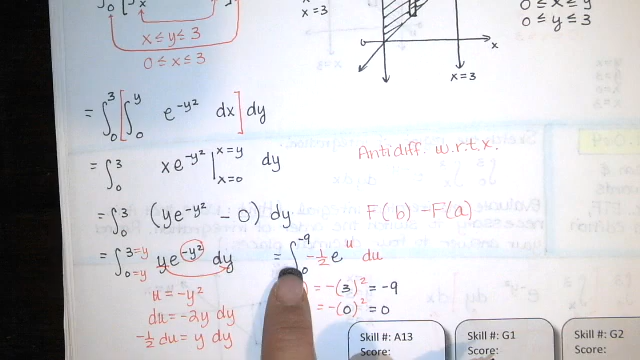 ∫₀ [ ∫ₓ
x ≤ y ≤ 3
0 ≤ x ≤ 3
x=3
x
x=3
0 ≤ x ≤ y
0 ≤ y ≤ 3
= ∫₀³ [ ∫₀ʸ e^(-y²) dx ] dy
= ∫₀³ xe^(-y²) |_(x=0)^(x=y) dy
Antidiff. w.r.t. x.
= ∫₀³ (ye^(-y²) - 0) dy
F(b) - F(a)
= ∫_(0=y)^(3=y) ye^(-y²) dy = ∫₀^(-9) -½ e^u du
u = -y²
du = -2y dy
-½ du = y dy
= -(3)² = -9
= -(0)² = 0
Skill #: A13
Score:
Skill #: G1
Score:
Skill #: G2
Score: